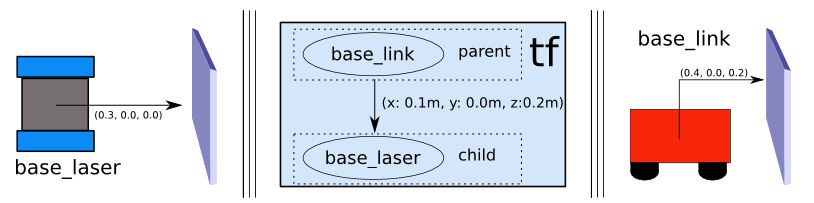 (0.3, 0.0, 0.0)
base_laser
base_link
parent
tf
(x: 0.1m, y: 0.0m, z:0.2m)
base_laser
child
base_link
(0.4, 0.0, 0.2)